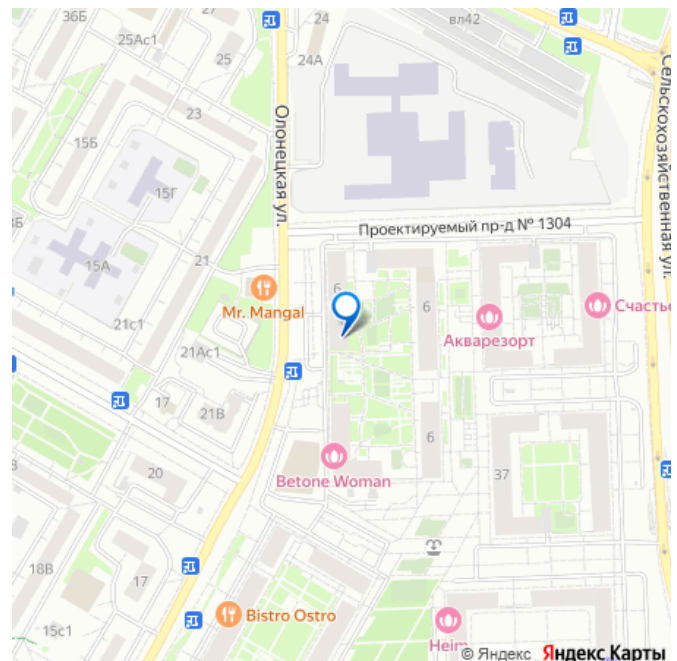 36Б
27
24
вл42
25Ас1
25
24А
Сельскохозяйственная ул.
23
Олонецкая ул.
15Б
15Г
Проектируемый пр-д № 1304
15А
21
6
6
Mr. Mangal
Счастье
21с1
Акварезорт
21Ас1
17
21В
6
20
37
Betone Woman
18В
17
15с1
Bistro Ostro
Heim
© Яндекс Яндекс Карты